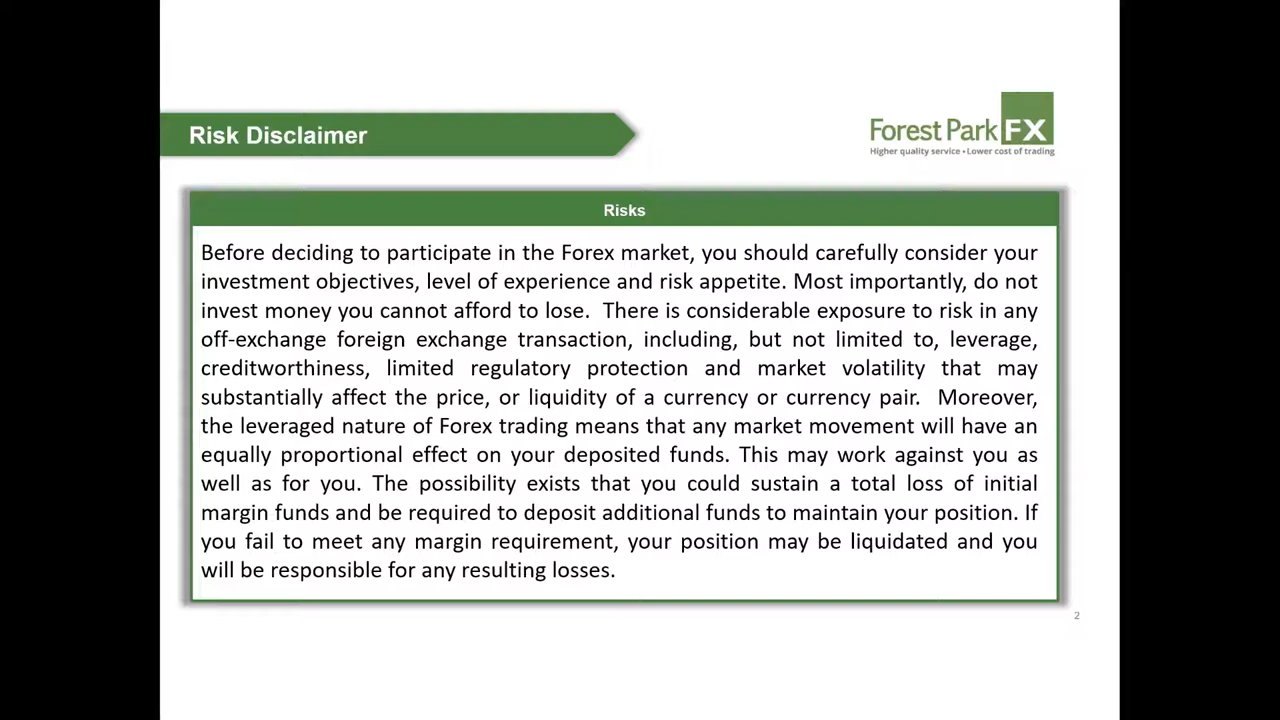 Risk Disclaimer
Forest Park FX
Higher quality service • Lower cost of trading
Risks
Before deciding to participate in the Forex market, you should carefully consider your
investment objectives, level of experience and risk appetite. Most importantly, do not
invest money you cannot afford to lose.  There is considerable exposure to risk in any
off-exchange foreign exchange transaction, including, but not limited to, leverage,
creditworthiness, limited regulatory protection and market volatility that may
substantially affect the price, or liquidity of a currency or currency pair.  Moreover,
the leveraged nature of Forex trading means that any market movement will have an
equally proportional effect on your deposited funds. This may work against you as
well as for you. The possibility exists that you could sustain a total loss of initial
margin funds and be required to deposit additional funds to maintain your position. If
you fail to meet any margin requirement, your position may be liquidated and you
will be responsible for any resulting losses.
2